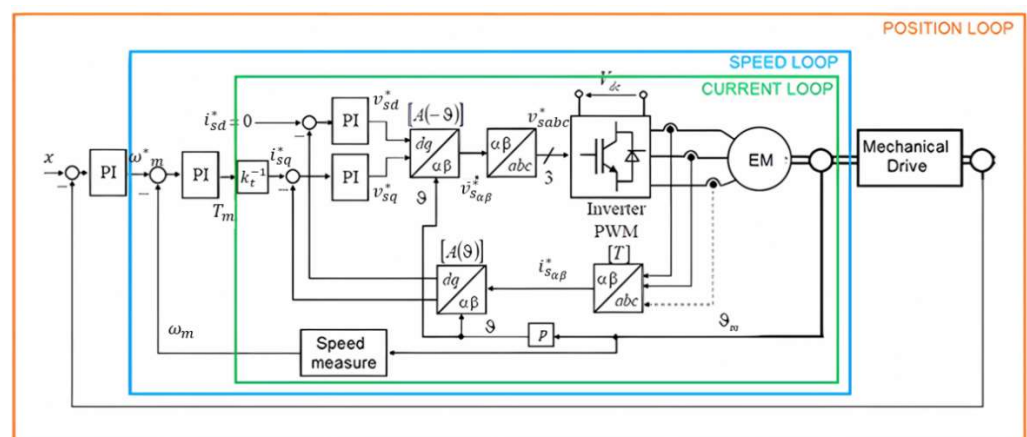 POSITION LOOP
SPEED LOOP
CURRENT LOOP
V_dc
i*_sd = 0
−
PI
v*_sd
[A(−ϑ)]
dq
αβ
v*_sabc
αβ
abc
3
x
−
PI
ω*_m
−
PI
T_m
k_t^−1
i*_sq
−
PI
v*_sq
ϑ
v*_sαβ
EM
Mechanical
Drive
Inverter
PWM
[T]
αβ
abc
i*_sαβ
[A(ϑ)]
dq
αβ
ω_m
Speed
measure
ϑ
P
ϑ_m